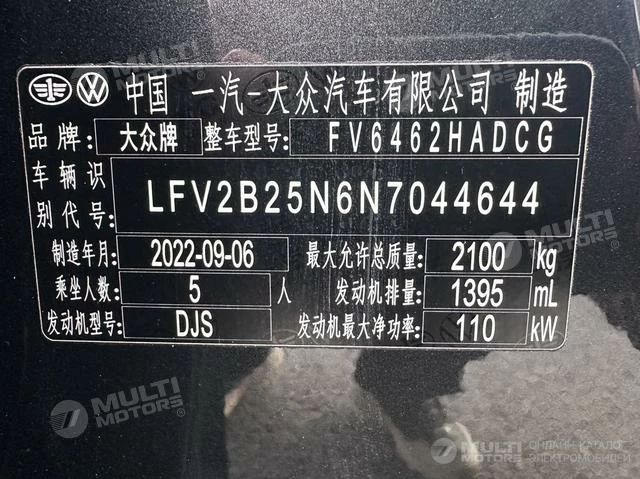 中国 一汽-大众汽车有限公司 制造
品牌: 大众牌 整车型号: FV6462HADCG
车辆识别代号: LFV2B25N6N7044644
制造年月: 2022-09-06 最大允许总质量: 2100 kg
乘坐人数: 5 人 发动机排量: 1395 mL
发动机型号: DJS 发动机最大净功率: 110 kW
MULTI MOTORS®
MULTI MOTORS ОНЛАЙН КАТАЛОГ ЭЛЕКТРОМОБИЛЕЙ